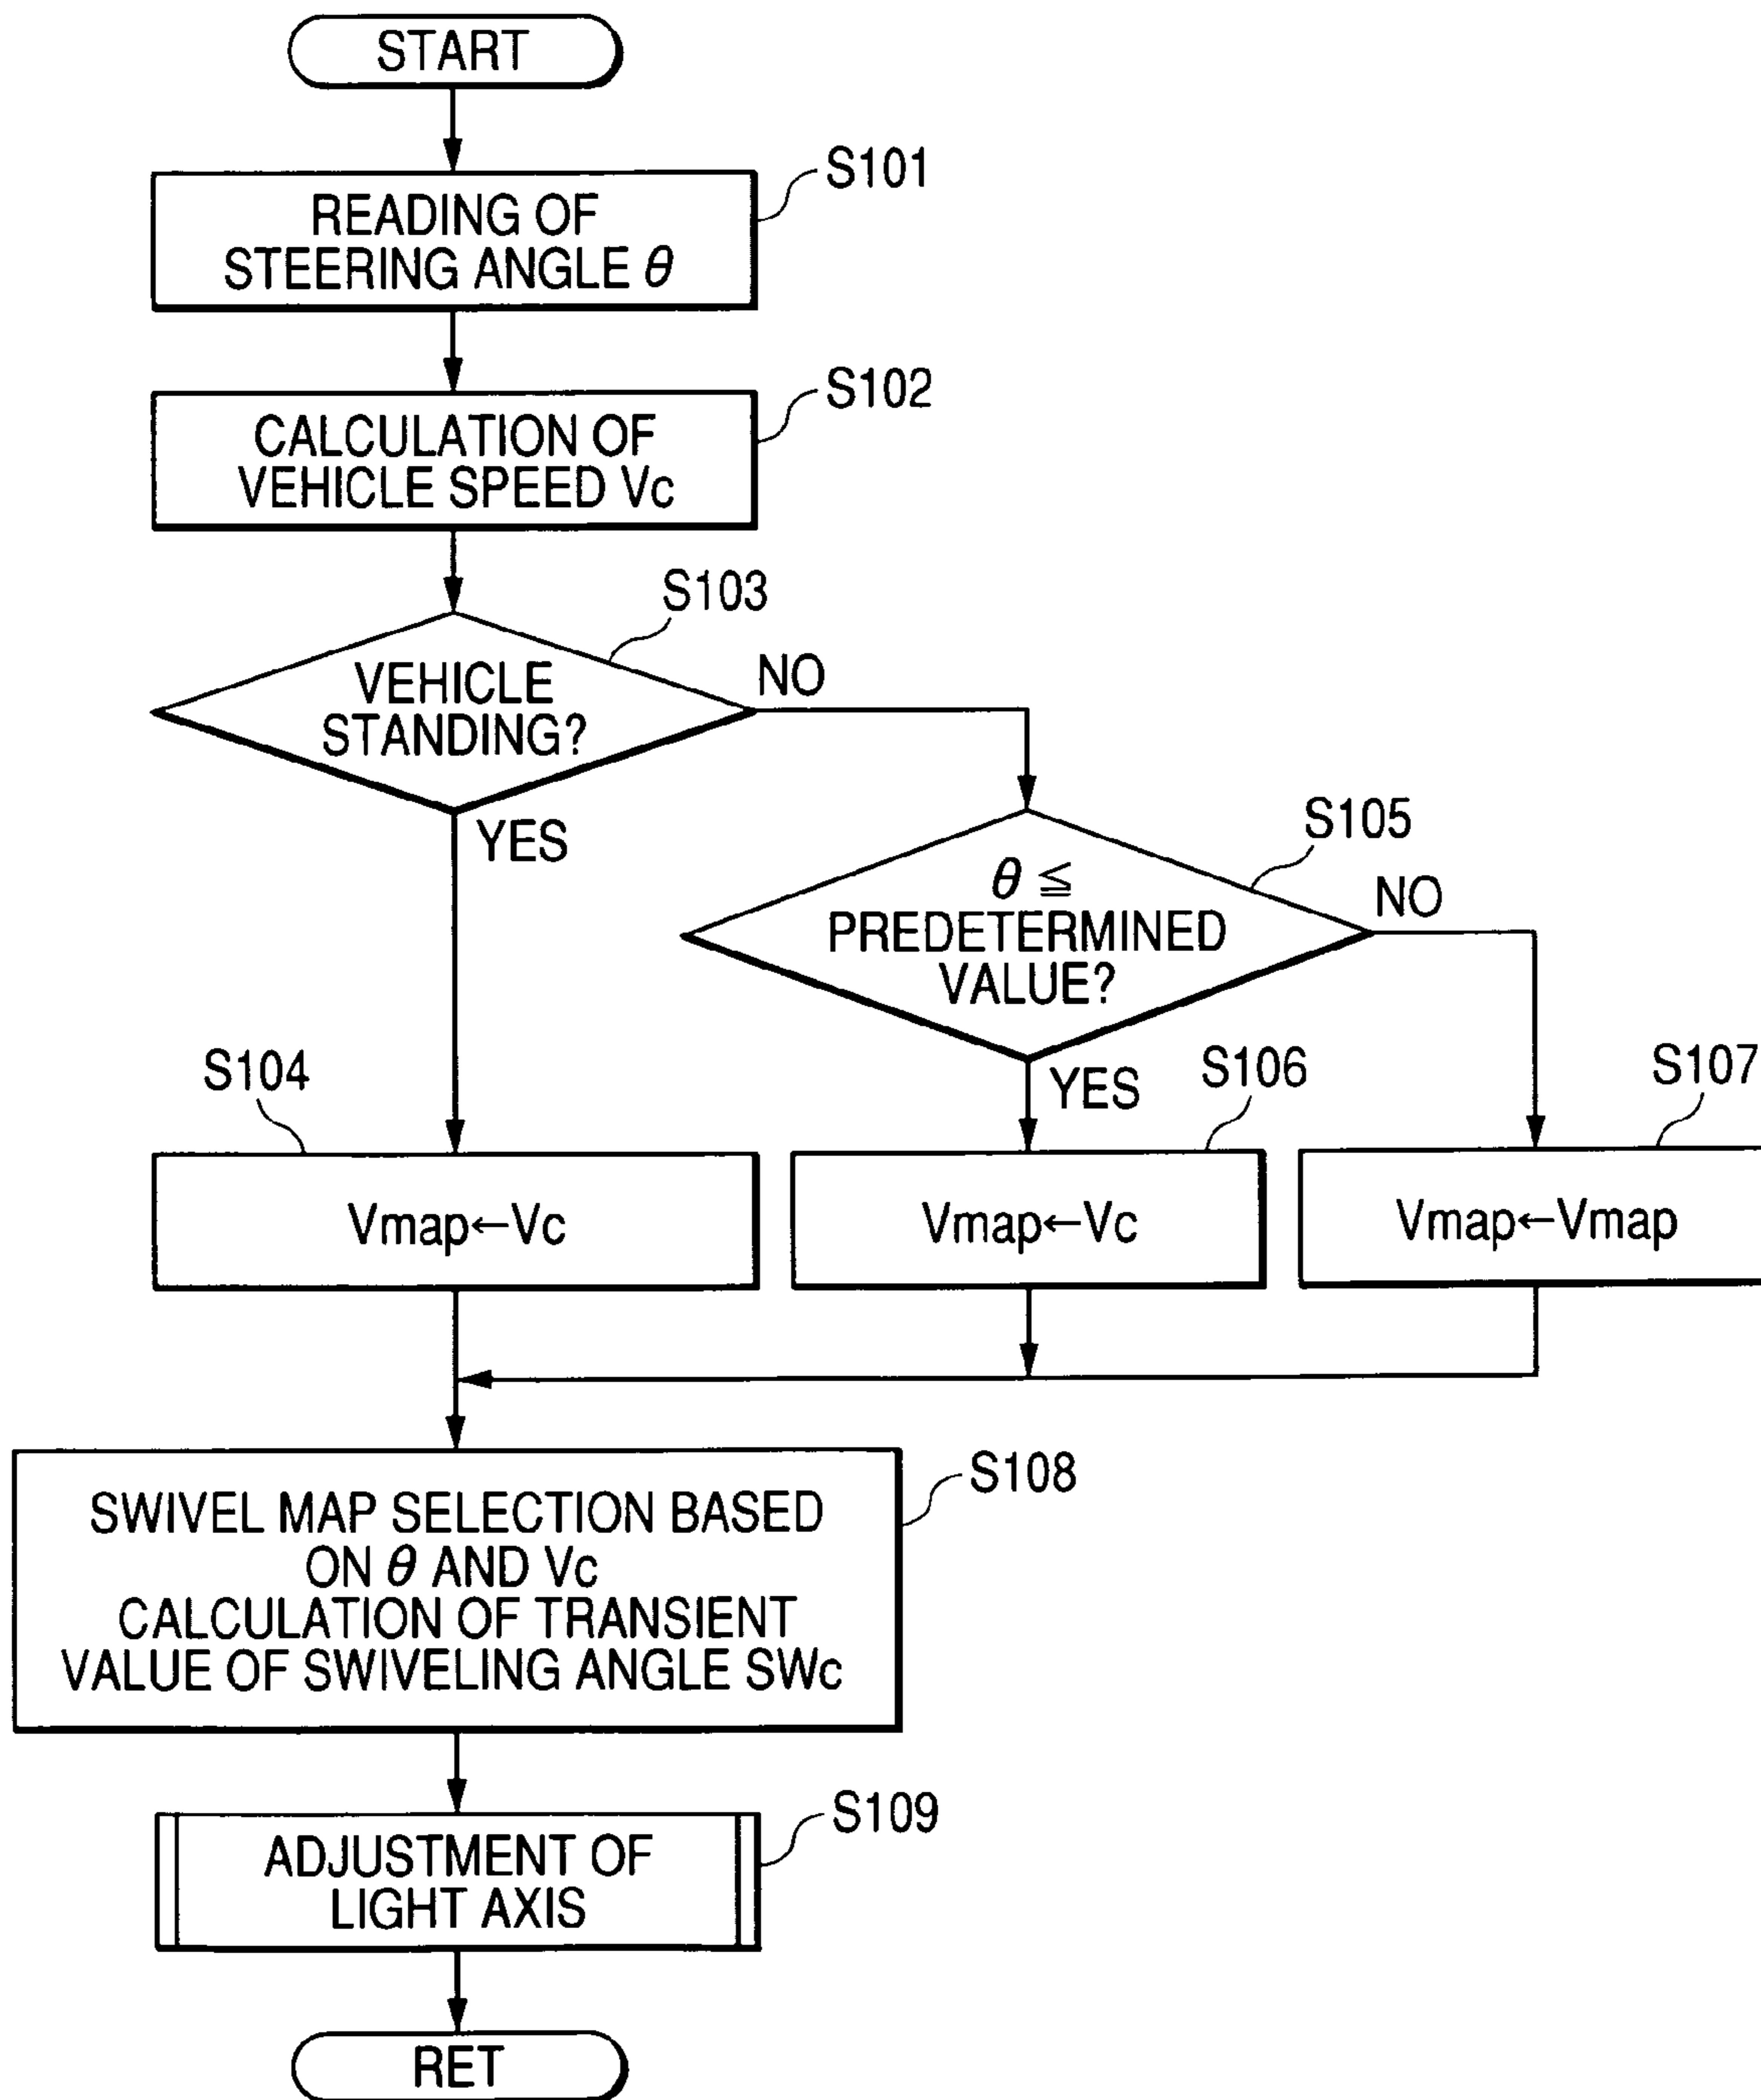 START
S101
READING OF
STEERING ANGLE θ
S102
CALCULATION OF
VEHICLE SPEED Vc
S103
VEHICLE
STANDING?
NO
YES
S105
θ ≦
PREDETERMINED
VALUE?
NO
YES
S104
Vmap←Vc
S106
Vmap←Vc
S107
Vmap←Vmap
S108
SWIVEL MAP SELECTION BASED
ON θ AND Vc
CALCULATION OF TRANSIENT
VALUE OF SWIVELING ANGLE SWc
S109
ADJUSTMENT OF
LIGHT AXIS
RET